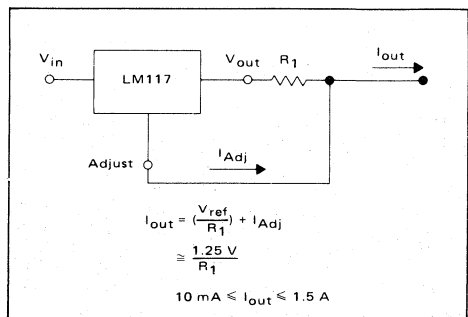 V_in
LM117
V_out
R_1
I_out
Adjust
I_Adj
I_out = (V_ref / R_1) + I_Adj
≅ 1.25 V / R_1
10 mA ⩽ I_out ⩽ 1.5 A